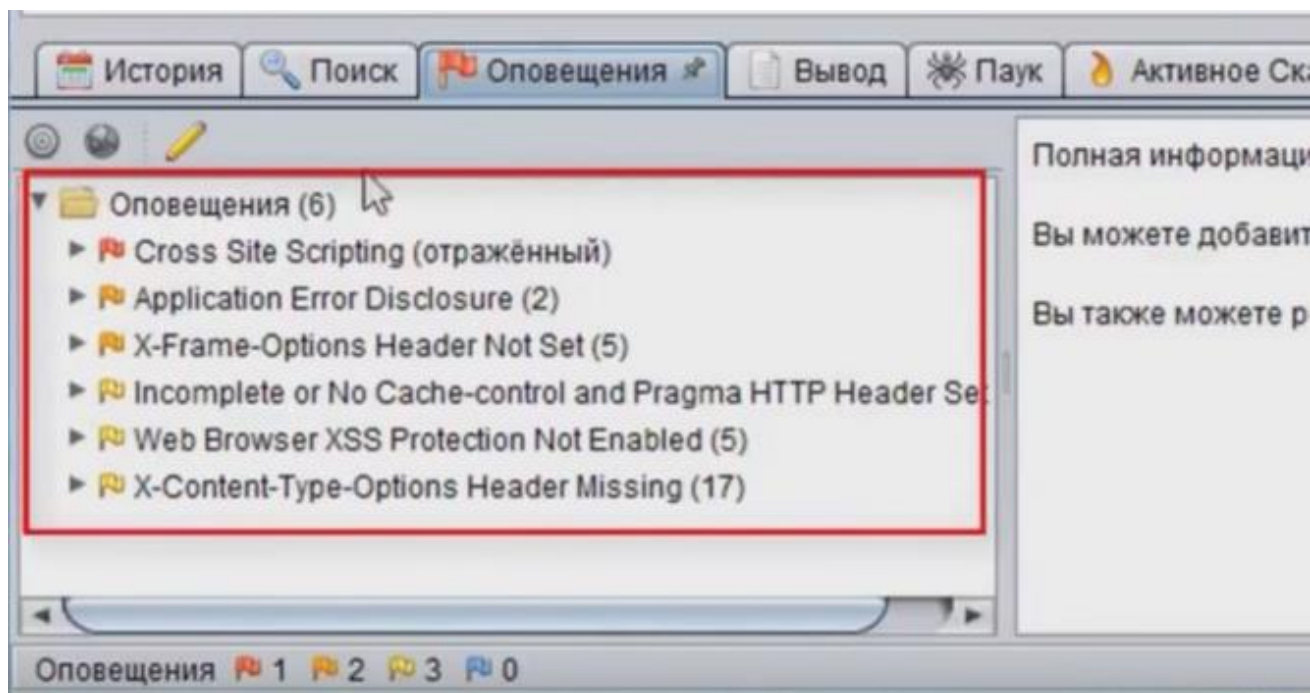 История Поиск Оповещения Вывод Паук Активное
Оповещения (6)
Cross Site Scripting (отражённый)
Application Error Disclosure (2)
X-Frame-Options Header Not Set (5)
Incomplete or No Cache-control and Pragma HTTP Header Set
Web Browser XSS Protection Not Enabled (5)
X-Content-Type-Options Header Missing (17)
Полная
Вы можете
Вы также можете
Оповещения 1 2 3 0